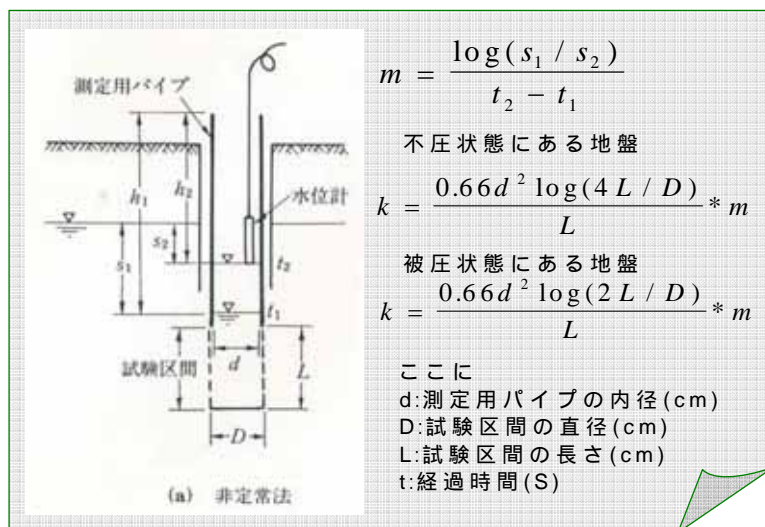 測定用パイプ
h₁
h₂
水位計
s₂
s₁
t₂
t₁
試験区間
d
L
D
(a) 非定常法
m = log(s₁ / s₂) / (t₂ − t₁)
不圧状態にある地盤
k = 0.66d² log(4L / D) / L * m
被圧状態にある地盤
k = 0.66d² log(2L / D) / L * m
ここに
d:測定用パイプの内径(cm)
D:試験区間の直径(cm)
L:試験区間の長さ(cm)
t:経過時間(S)